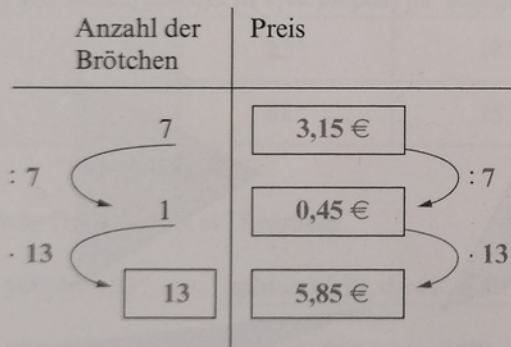 Anzahl der Brötchen Preis
7 3,15 €
: 7 : 7
1 0,45 €
· 13 · 13
13 5,85 €